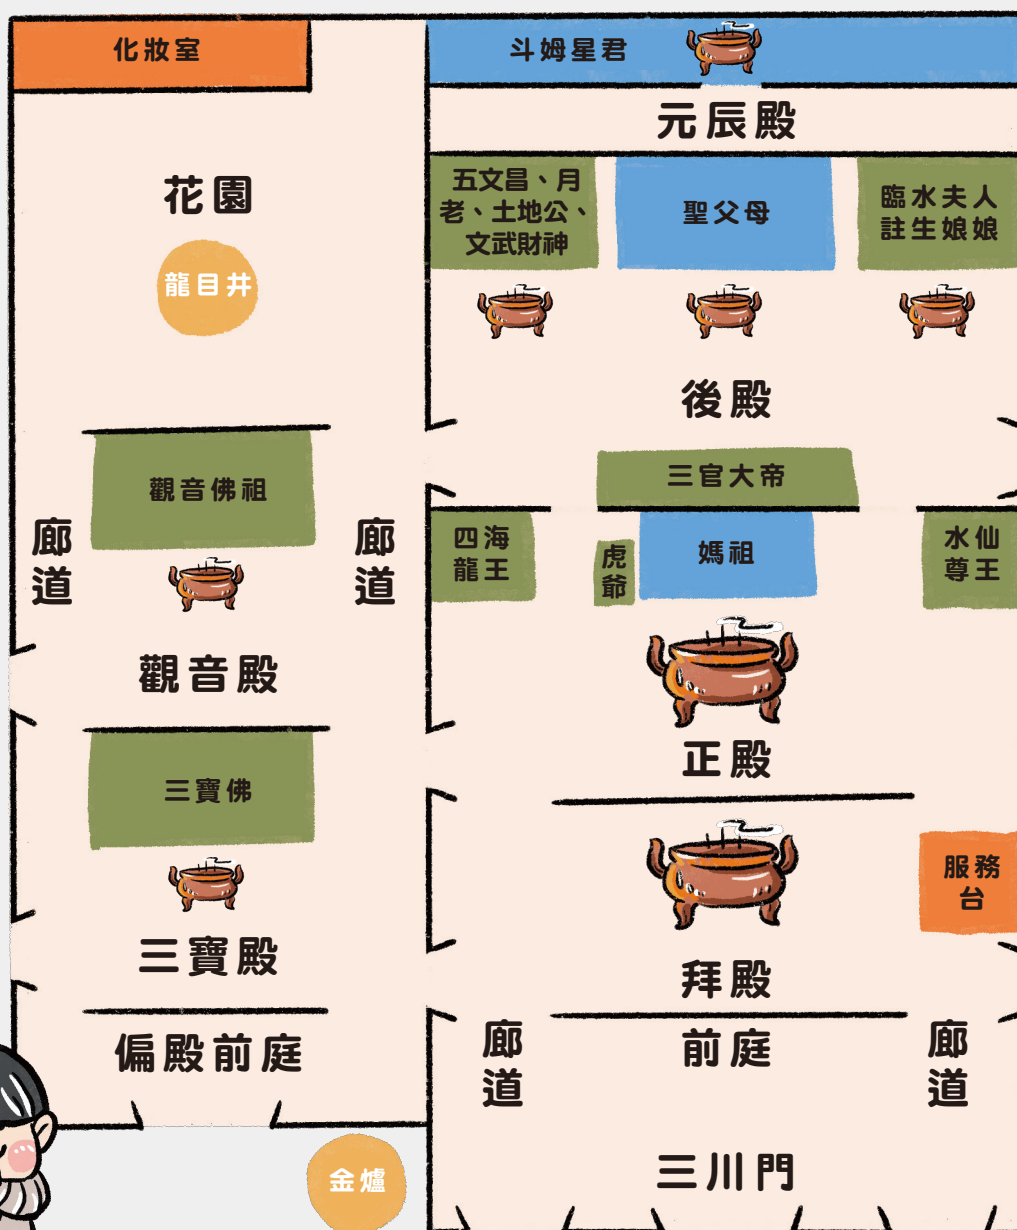 化妝室
斗姆星君
元辰殿
花園
龍目井
五文昌、月
老、土地公、
文武財神
聖父母
臨水夫人
註生娘娘
後殿
三官大帝
觀音佛祖
廊
道
廊
道
觀音殿
四海
龍王
虎
爺
媽祖
水仙
尊王
正殿
三寶佛
三寶殿
服務
台
拜殿
偏殿前庭
廊
道
前庭
廊
道
金爐
三川門